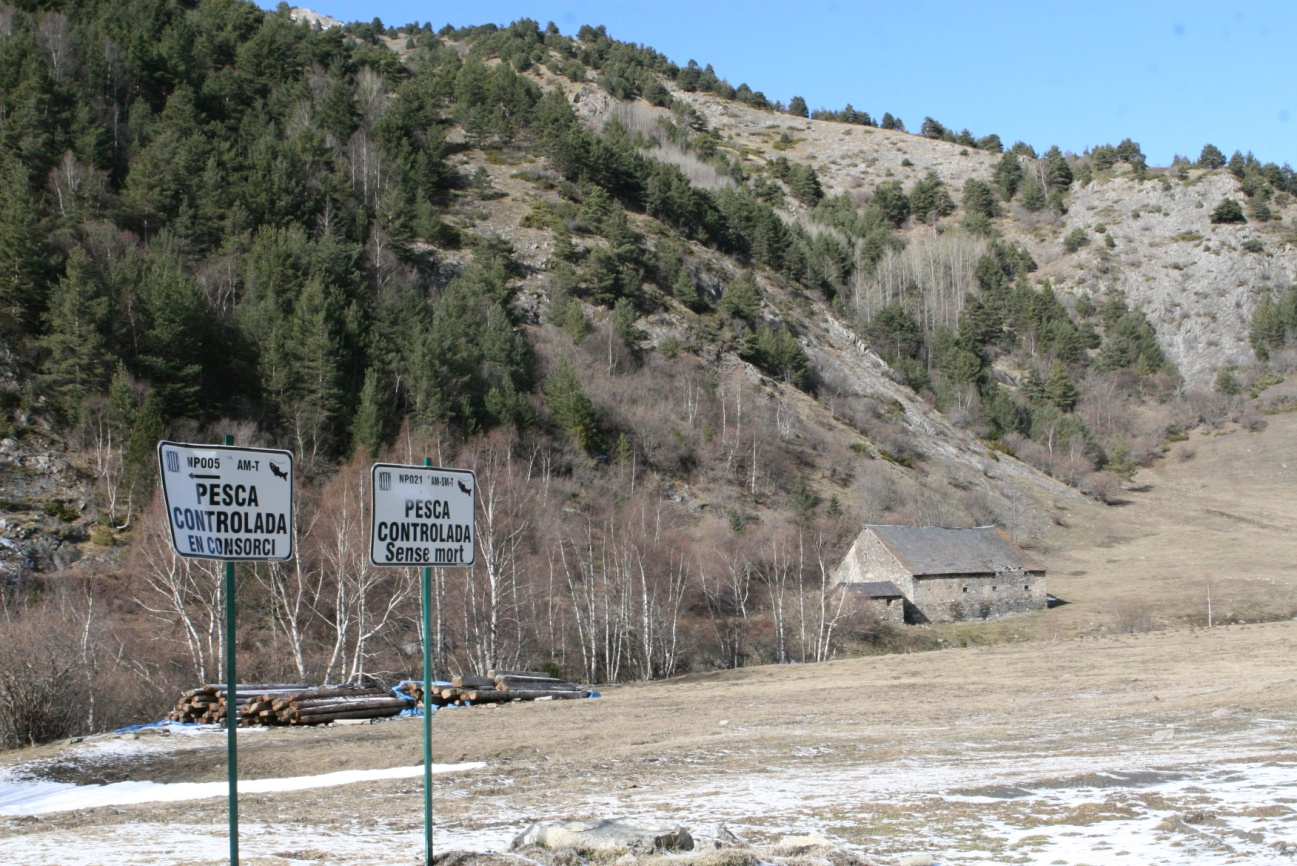 NP005 AM-T
PESCA
CONTROLADA
EN CONSORCI
NP021 AM-SM-T
PESCA
CONTROLADA
Sense mort